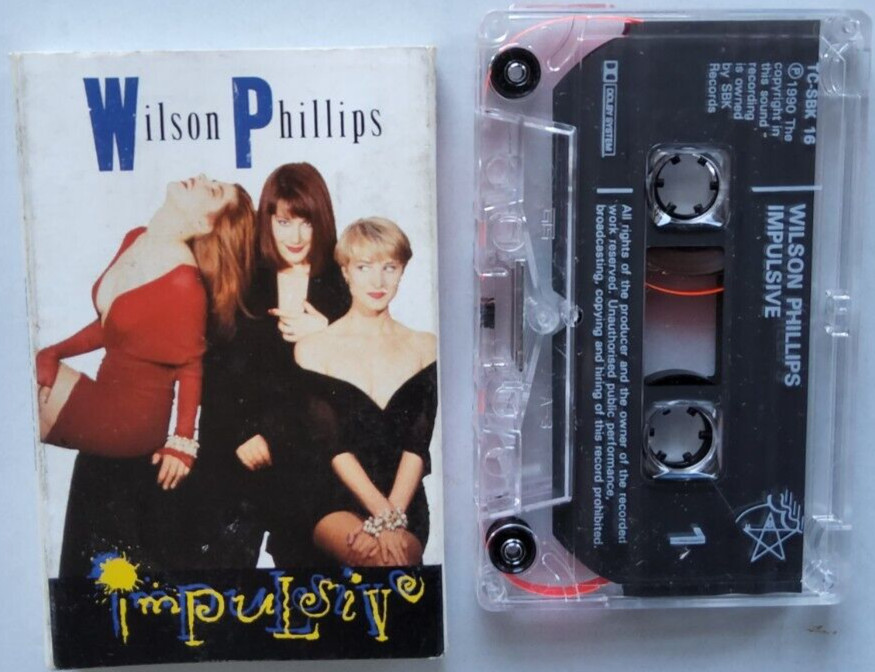 Wilson Phillips
impulsive
TC-SBK 16
℗ 1990 The
copyright in
this sound
recording
is owned
by SBK
Records
DOLBY SYSTEM
WILSON PHILLIPS
IMPULSIVE
All rights of the producer and the owner of the recorded
work reserved. Unauthorised public performance,
broadcasting, copying and hiring of this record prohibited.
1